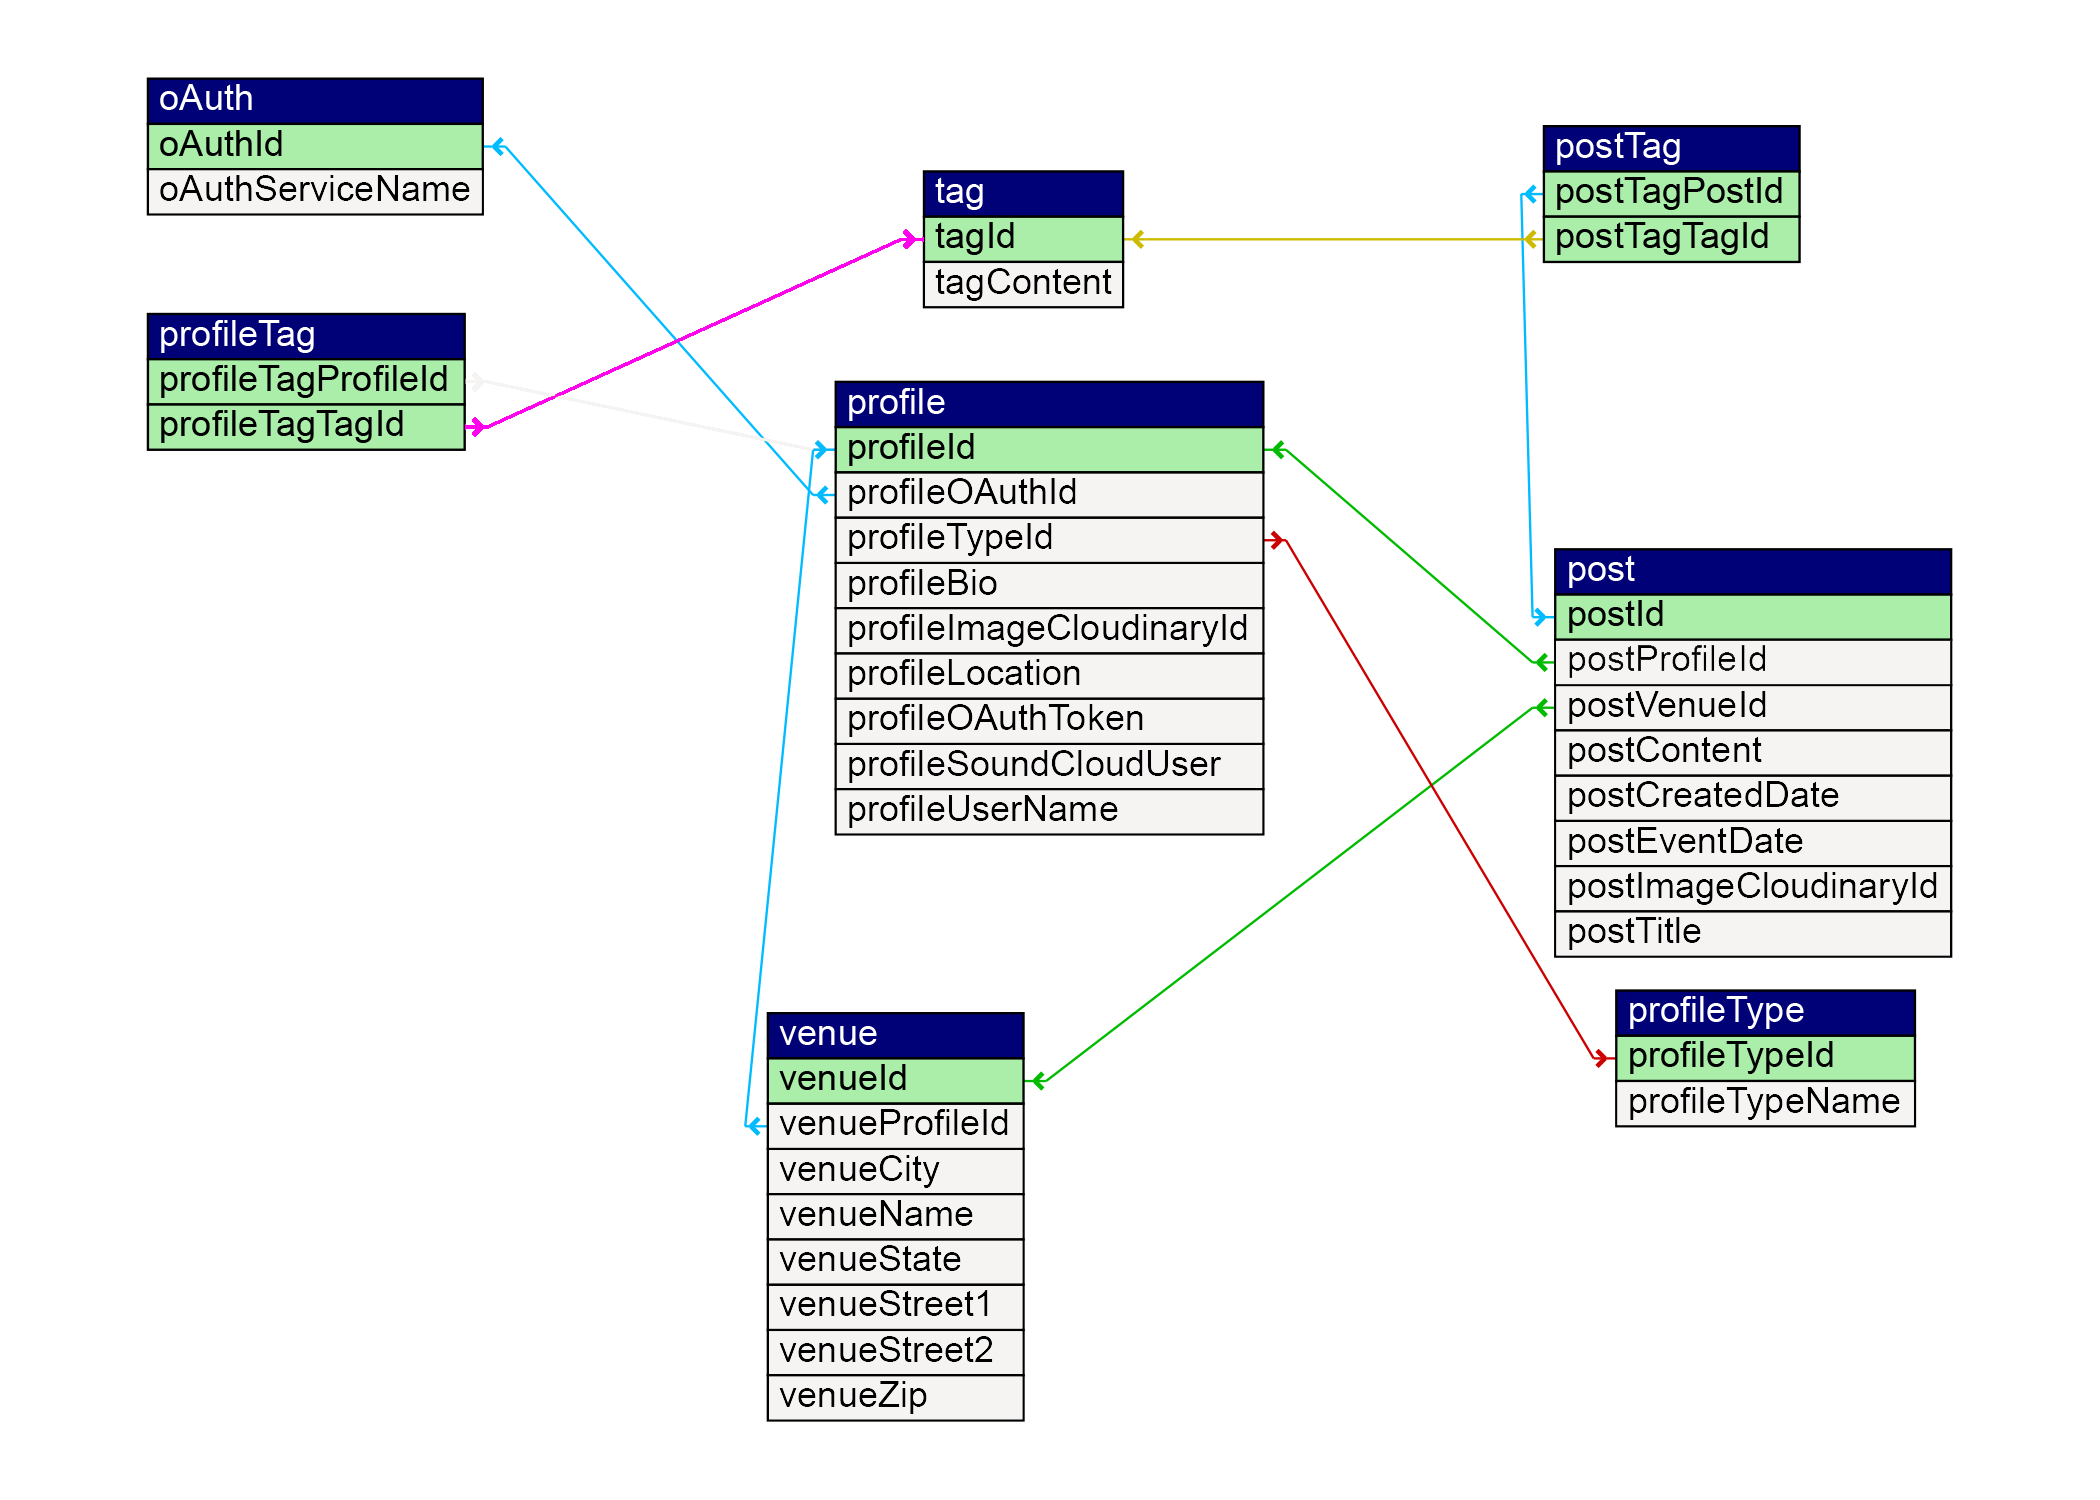 oAuth
oAuthId
oAuthServiceName
profileTag
profileTagProfileId
profileTagTagId
tag
tagId
tagContent
postTag
postTagPostId
postTagTagId
profile
profileId
profileOAuthId
profileTypeId
profileBio
profileImageCloudinaryId
profileLocation
profileOAuthToken
profileSoundCloudUser
profileUserName
post
postId
postProfileId
postVenueId
postContent
postCreatedDate
postEventDate
postImageCloudinaryId
postTitle
profileType
profileTypeId
profileTypeName
venue
venueId
venueProfileId
venueCity
venueName
venueState
venueStreet1
venueStreet2
venueZip